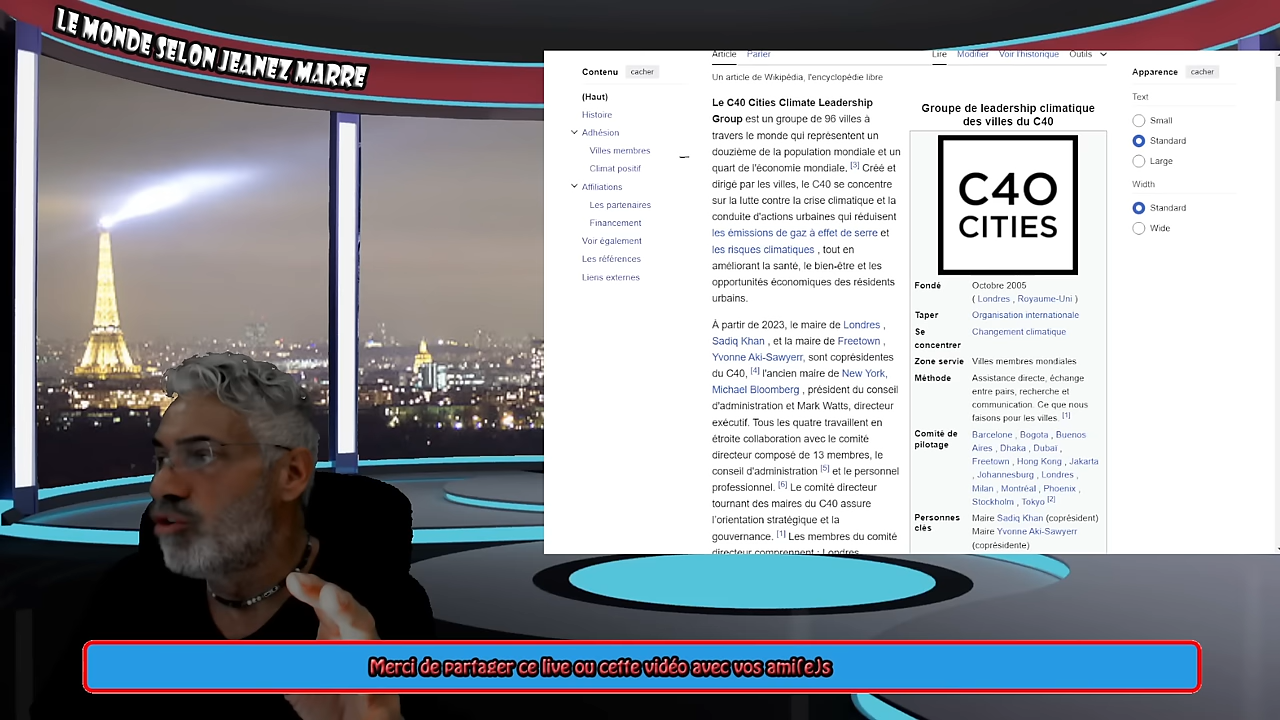 LE MONDE SELON JEANEZ MARRE
Article Parler
Lire Modifier Voir l'historique Outils
Contenu cacher
(Haut)
Histoire
Adhésion
Villes membres
Climat positif
Affiliations
Les partenaires
Financement
Voir également
Les références
Liens externes
Un article de Wikipédia, l'encyclopédie libre
Le C40 Cities Climate Leadership
Group est un groupe de 96 villes à
travers le monde qui représentent un
douzième de la population mondiale et un
quart de l'économie mondiale. [3] Créé et
dirigé par les villes, le C40 se concentre
sur la lutte contre la crise climatique et la
conduite d'actions urbaines qui réduisent
les émissions de gaz à effet de serre et
les risques climatiques , tout en
améliorant la santé, le bien-être et les
opportunités économiques des résidents
urbains.
À partir de 2023, le maire de Londres ,
Sadiq Khan , et la maire de Freetown ,
Yvonne Aki-Sawyerr, sont coprésidentes
du C40, [4] l'ancien maire de New York,
Michael Bloomberg , président du conseil
d'administration et Mark Watts, directeur
exécutif. Tous les quatre travaillent en
étroite collaboration avec le comité
directeur composé de 13 membres, le
conseil d'administration [5] et le personnel
professionnel. [6] Le comité directeur
tournant des maires du C40 assure
l'orientation stratégique et la
gouvernance. [1] Les membres du comité
directeur comprennent : Londres
Groupe de leadership climatique
des villes du C40
C40
CITIES
Fondé Octobre 2005
( Londres , Royaume-Uni )
Taper Organisation internationale
Se concentrer Changement climatique
Zone servie Villes membres mondiales
Méthode Assistance directe, échange
entre pairs, recherche et
communication. Ce que nous
faisons pour les villes. [1]
Comité de pilotage Barcelone , Bogota , Buenos
Aires , Dhaka , Dubaï ,
Freetown , Hong Kong , Jakarta
, Johannesburg , Londres ,
Milan , Montréal , Phoenix ,
Stockholm , Tokyo [2]
Personnes clés Maire Sadiq Khan (coprésident)
Maire Yvonne Aki-Sawyerr
(coprésidente)
Apparence cacher
Text
Small
Standard
Large
Width
Standard
Wide
Merci de partager ce live ou cette vidéo avec vos ami(e)s